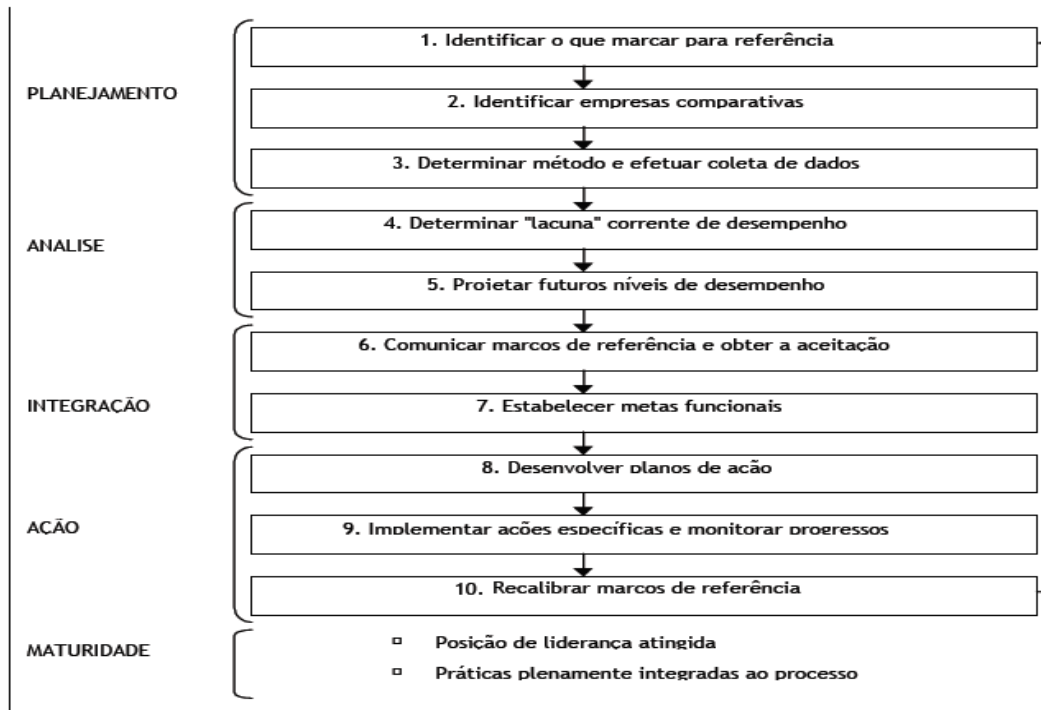 1. Identificar o que marcar para referência
PLANEJAMENTO
2. Identificar empresas comparativas
3. Determinar método e efetuar coleta de dados
4. Determinar "lacuna" corrente de desempenho
ANALISE
5. Projetar futuros níveis de desempenho
6. Comunicar marcos de referência e obter a aceitação
INTEGRAÇÃO
7. Estabelecer metas funcionais
8. Desenvolver planos de ação
AÇÃO
9. Implementar ações específicas e monitorar progressos
10. Recalibrar marcos de referência
MATURIDADE
Posição de liderança atingida
Práticas plenamente integradas ao processo